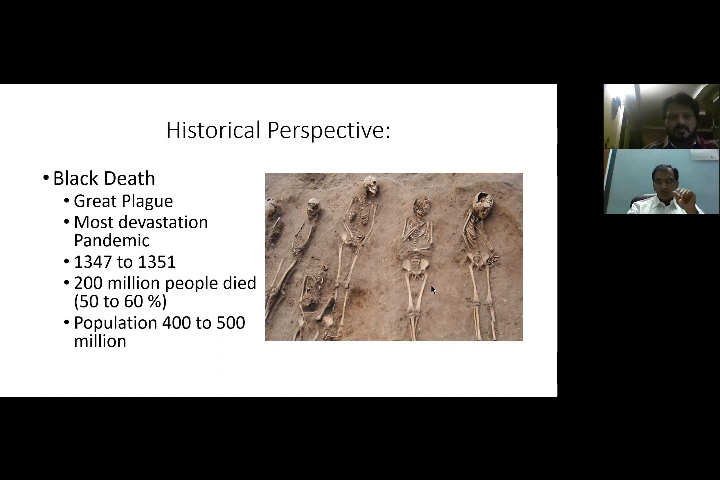 Historical Perspective:
• Black Death
• Great Plague
• Most devastation
Pandemic
• 1347 to 1351
• 200 million people died
(50 to 60 %)
• Population 400 to 500
million